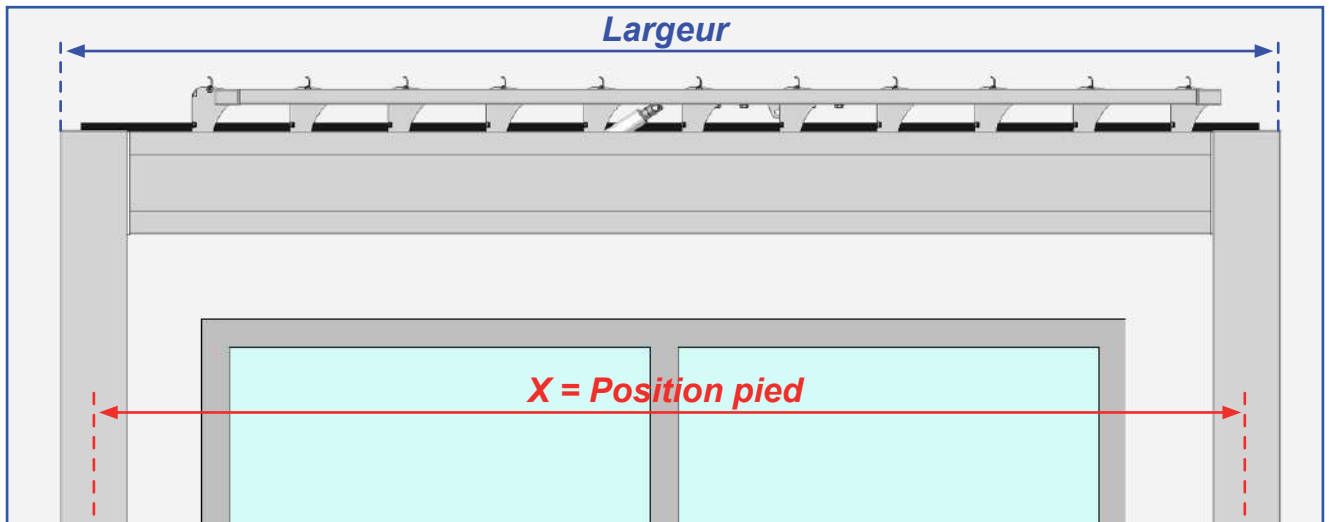 Largeur
X = Position pied